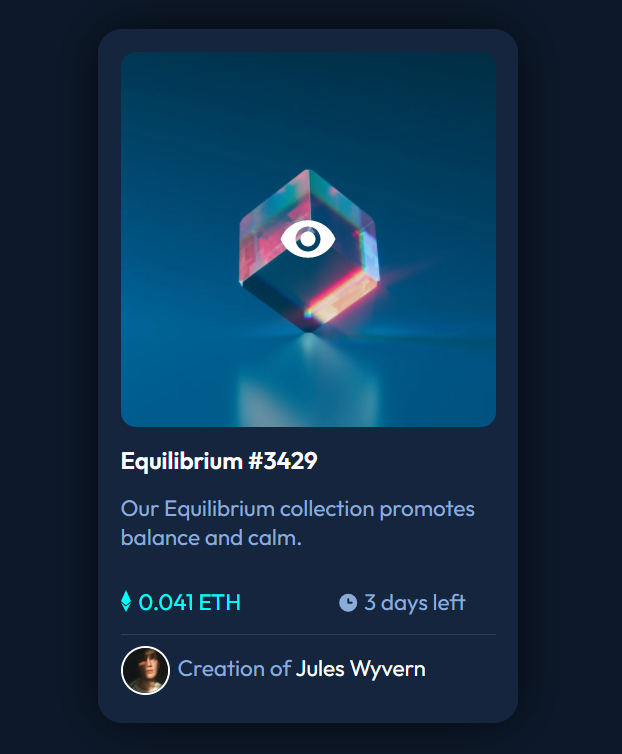 Equilibrium #3429
Our Equilibrium collection promotes
balance and calm.
0.041 ETH
3 days left
Creation of Jules Wyvern